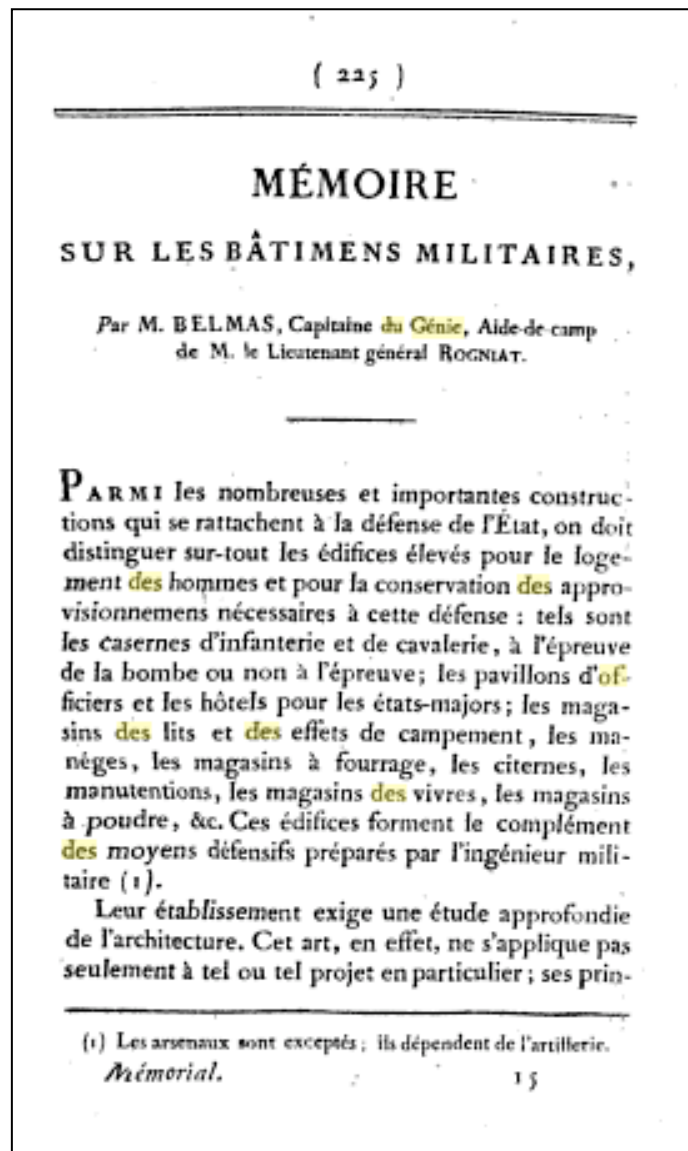 ( 225 )
MÉMOIRE
SUR LES BÂTIMENS MILITAIRES,
Par M. BELMAS, Capitaine du Génie, Aide-de-camp
de M. le Lieutenant général ROGNIAT.
PARMI les nombreuses et importantes construc-
tions qui se rattachent à la défense de l'État, on doit
distinguer sur-tout les édifices élevés pour le loge-
ment des hommes et pour la conservation des appro-
visionnemens nécessaires à cette défense : tels sont
les casernes d'infanterie et de cavalerie, à l'épreuve
de la bombe ou non à l'épreuve; les pavillons d'of-
ficiers et les hôtels pour les états-majors; les maga-
sins des lits et des effets de campement, les ma-
néges, les magasins à fourrage, les citernes, les
manutentions, les magasins des vivres, les magasins
à poudre, &c. Ces édifices forment le complément
des moyens défensifs préparés par l'ingénieur mili-
taire (1).
Leur établissement exige une étude approfondie
de l'architecture. Cet art, en effet, ne s'applique pas
seulement à tel ou tel projet en particulier; ses prin-
(1) Les arsenaux sont exceptés; ils dépendent de l'artillerie.
Mémorial. 15